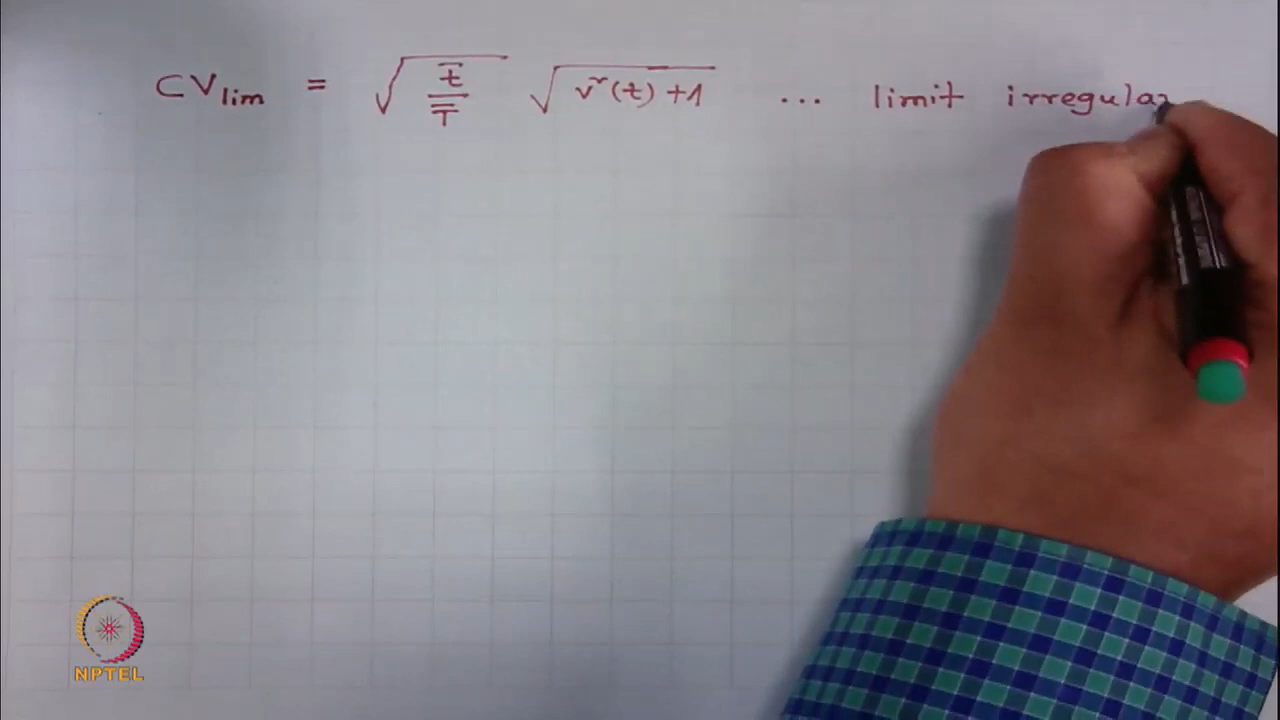 CV_lim = √(t̄/T̿) √(v²(t)+1) ... limit irregular
NPTEL